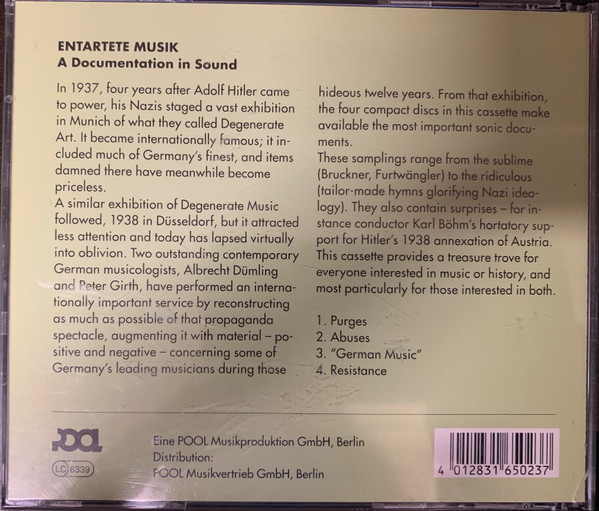 ENTARTETE MUSIK
A Documentation in Sound
In 1937, four years after Adolf Hitler came
to power, his Nazis staged a vast exhibition
in Munich of what they called Degenerate
Art. It became internationally famous; it in-
cluded much of Germany's finest, and items
damned there have meanwhile become
priceless.
A similar exhibition of Degenerate Music
followed, 1938 in Düsseldorf, but it attracted
less attention and today has lapsed virtually
into oblivion. Two outstanding contemporary
German musicologists, Albrecht Dümling
and Peter Girth, have performed an interna-
tionally important service by reconstructing
as much as possible of that propaganda
spectacle, augmenting it with material – po-
sitive and negative – concerning some of
Germany's leading musicians during those
hideous twelve years. From that exhibition,
the four compact discs in this cassette make
available the most important sonic docu-
ments.
These samplings range from the sublime
(Bruckner, Furtwängler) to the ridiculous
(tailor-made hymns glorifying Nazi ideo-
logy). They also contain surprises – for in-
stance conductor Karl Böhm's hortatory sup-
port for Hitler's 1938 annexation of Austria.
This cassette provides a treasure trove for
everyone interested in music or history, and
most particularly for those interested in both.
1. Purges
2. Abuses
3. "German Music"
4. Resistance
pool
LC 6339
Eine POOL Musikproduktion GmbH, Berlin
Distribution:
POOL Musikvertrieb GmbH, Berlin
4 012831 650237